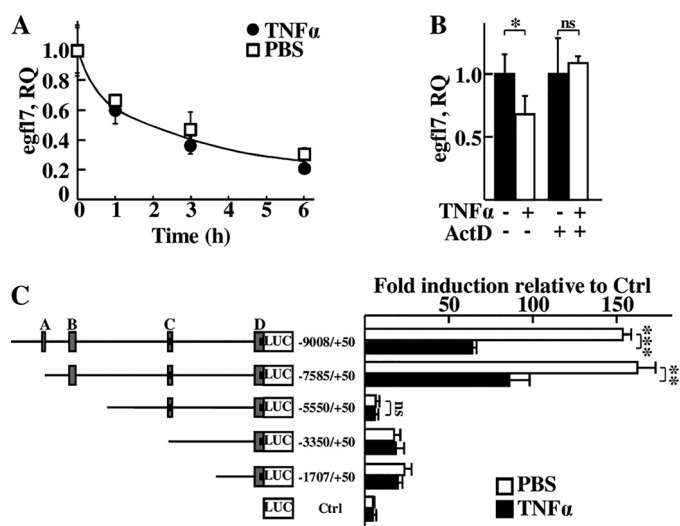 A
TNFα
PBS
egfl7, RQ
1.0
0.8
0.6
0.4
0.2
0
0 1 2 3 4 5 6
Time (h)
B
* ns
egfl7, RQ
1.0
0.5
TNFα - + - +
ActD - - + +
C
Fold induction relative to Ctrl
50 100 150
A B C D
LUC -9008/+50 ***
LUC -7585/+50 **
LUC -5550/+50 ns
LUC -3350/+50
LUC -1707/+50
LUC Ctrl
PBS
TNFα